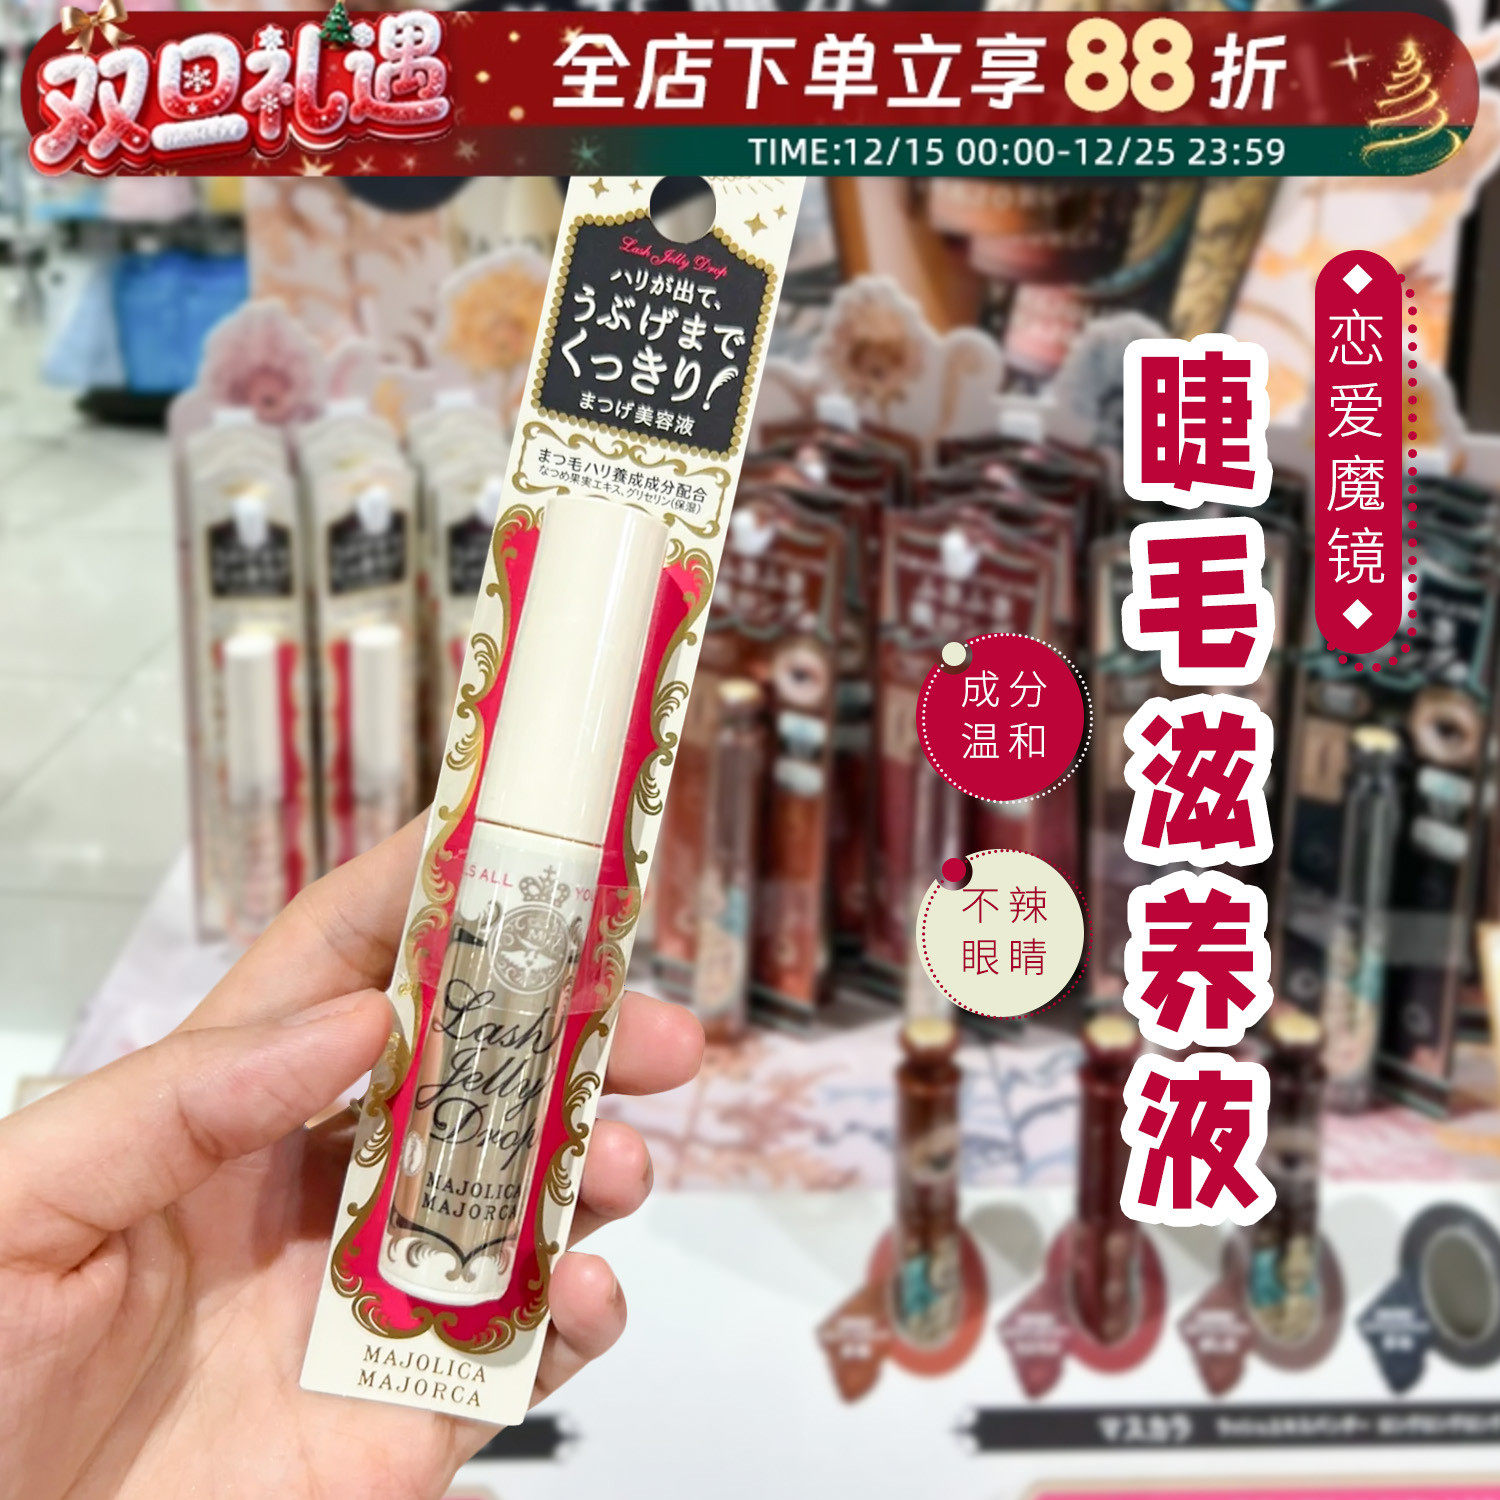 双旦礼遇
全店下单立享88折
TIME:12/15 00:00-12/25 23:59
Lash Jelly Drop
ハリが出て、
うぶげまで
くっきり!
まつげ美容液
まつ毛ハリ養成成分配合
なつめ果実エキス、グリセリン(保湿)
恋爱魔镜
睫毛滋养液
成分
温和
不辣
眼睛
LS ALL
YOU
Lash
Jelly
Drop
MAJOLICA
MAJORCA
MAJOLICA
MAJORCA
マスカラ